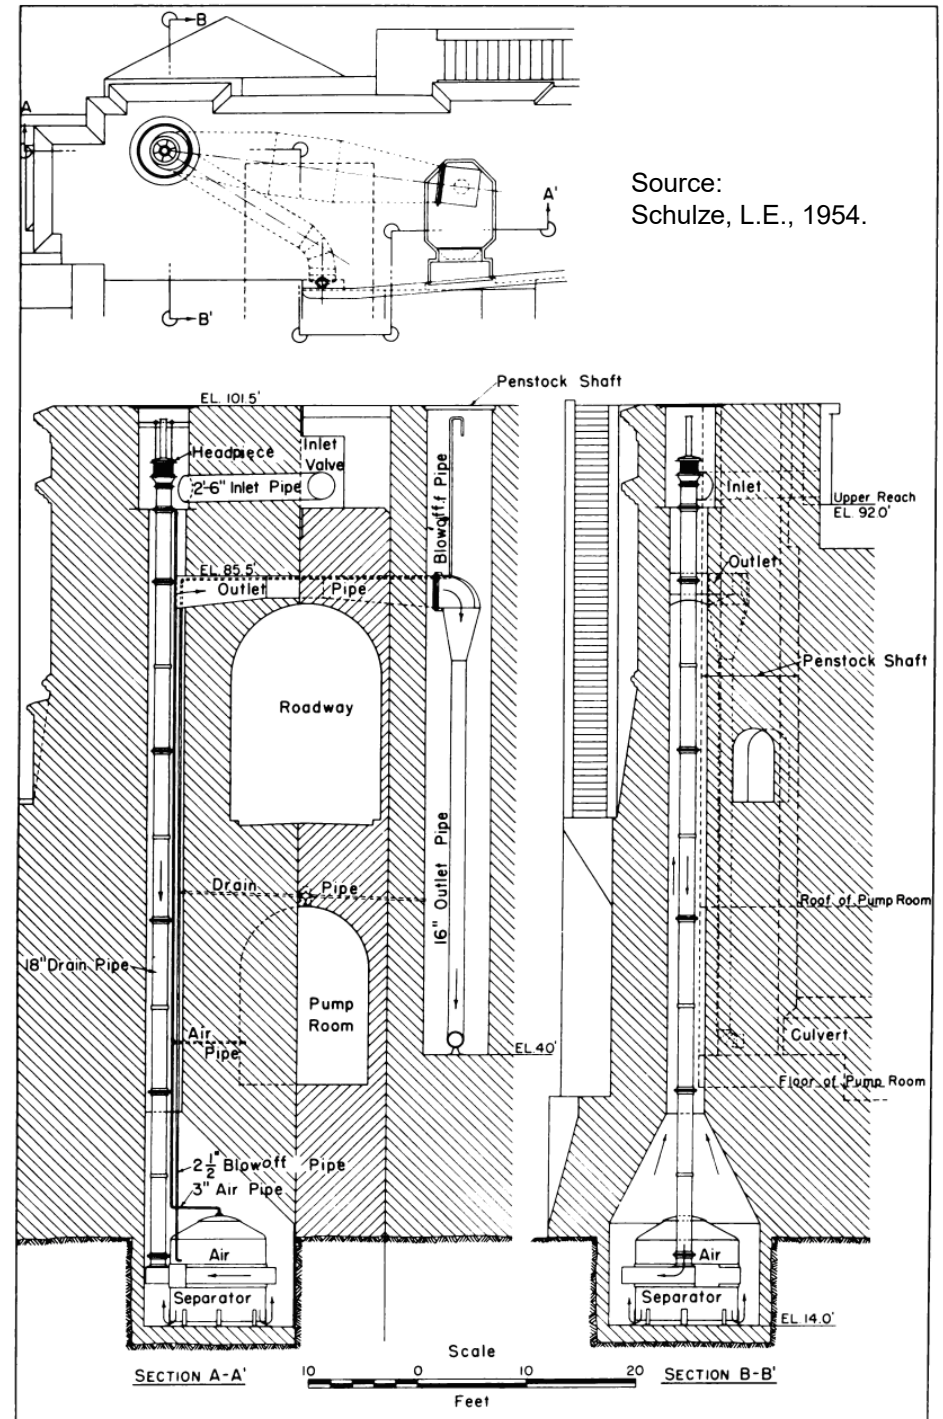 B
A
Source:
Schulze, L.E., 1954.
A'
B'
Penstock Shaft
EL. 101.5'
Headpiece
Inlet
Valve
2'-6" Inlet Pipe
Blowoff Pipe
Inlet
Upper Reach
EL. 92.0'
EL. 85.5'
Outlet Pipe
Outlet
Penstock Shaft
Roadway
16" Outlet Pipe
Drain Pipe
Roof of Pump Room
18" Drain Pipe
Pump
Room
Air
Pipe
Culvert
EL. 40'
Floor of Pump Room
2 1/2" Blowoff Pipe
3" Air Pipe
Air
Separator
Air
Separator
EL 14.0'
SECTION A-A'
Scale
10 0 10 20
Feet
SECTION B-B'